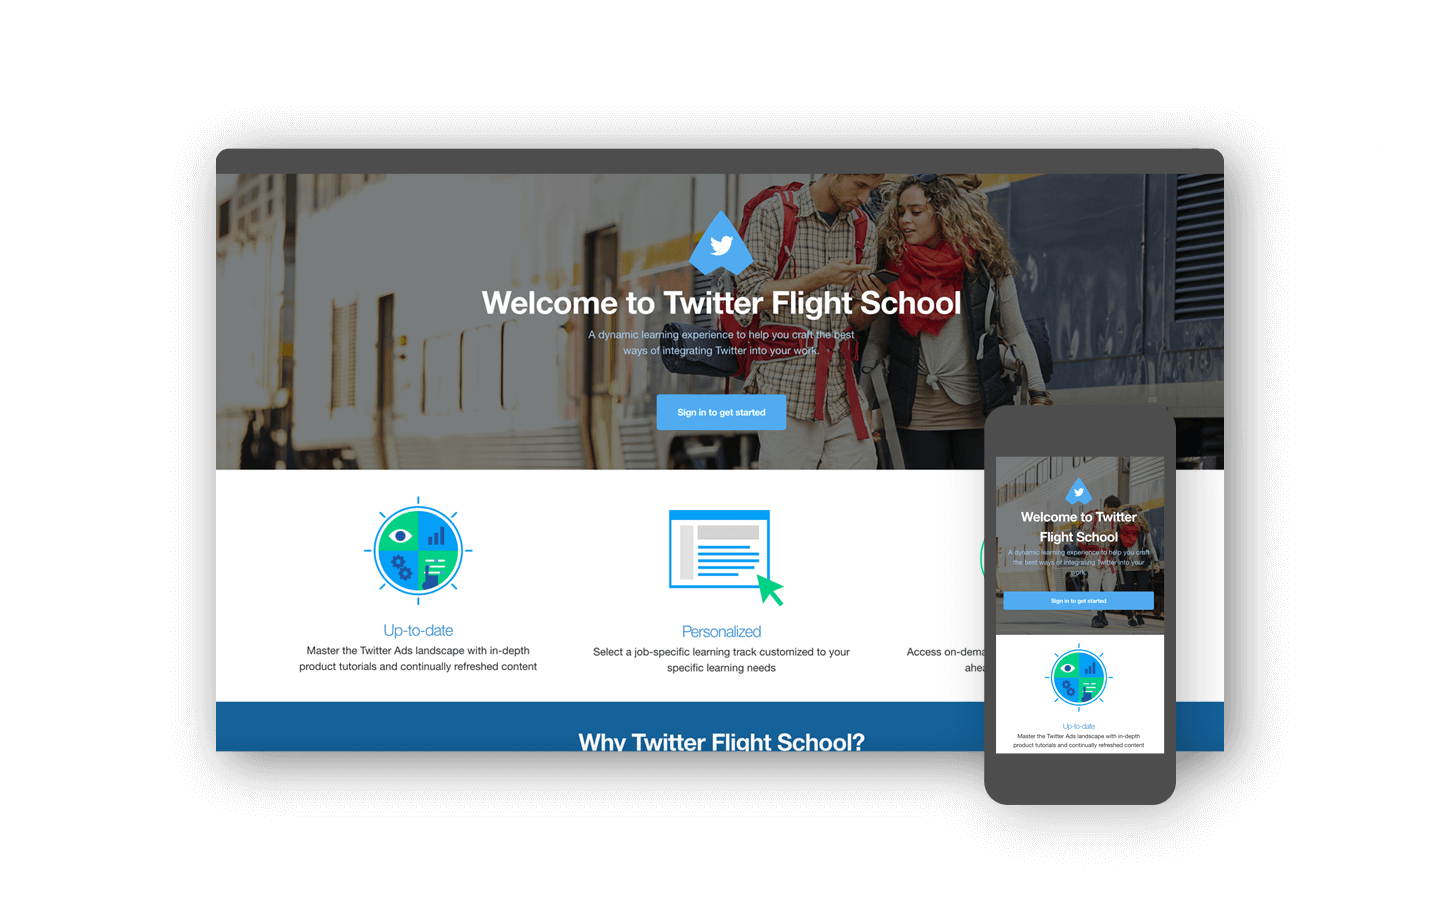 Welcome to Twitter Flight School
A dynamic learning experience to help you craft the best
ways of integrating Twitter into your work.
Sign in to get started
Up-to-date
Master the Twitter Ads landscape with in-depth
product tutorials and continually refreshed content
Personalized
Select a job-specific learning track customized to your
specific learning needs
Access on-dema
ahea
Why Twitter Flight School?
Welcome to Twitter
Flight School
A dynamic learning experience to help you craft
the best ways of integrating Twitter into your
work.
Sign in to get started
Up-to-date
Master the Twitter Ads landscape with in-depth
product tutorials and continually refreshed content